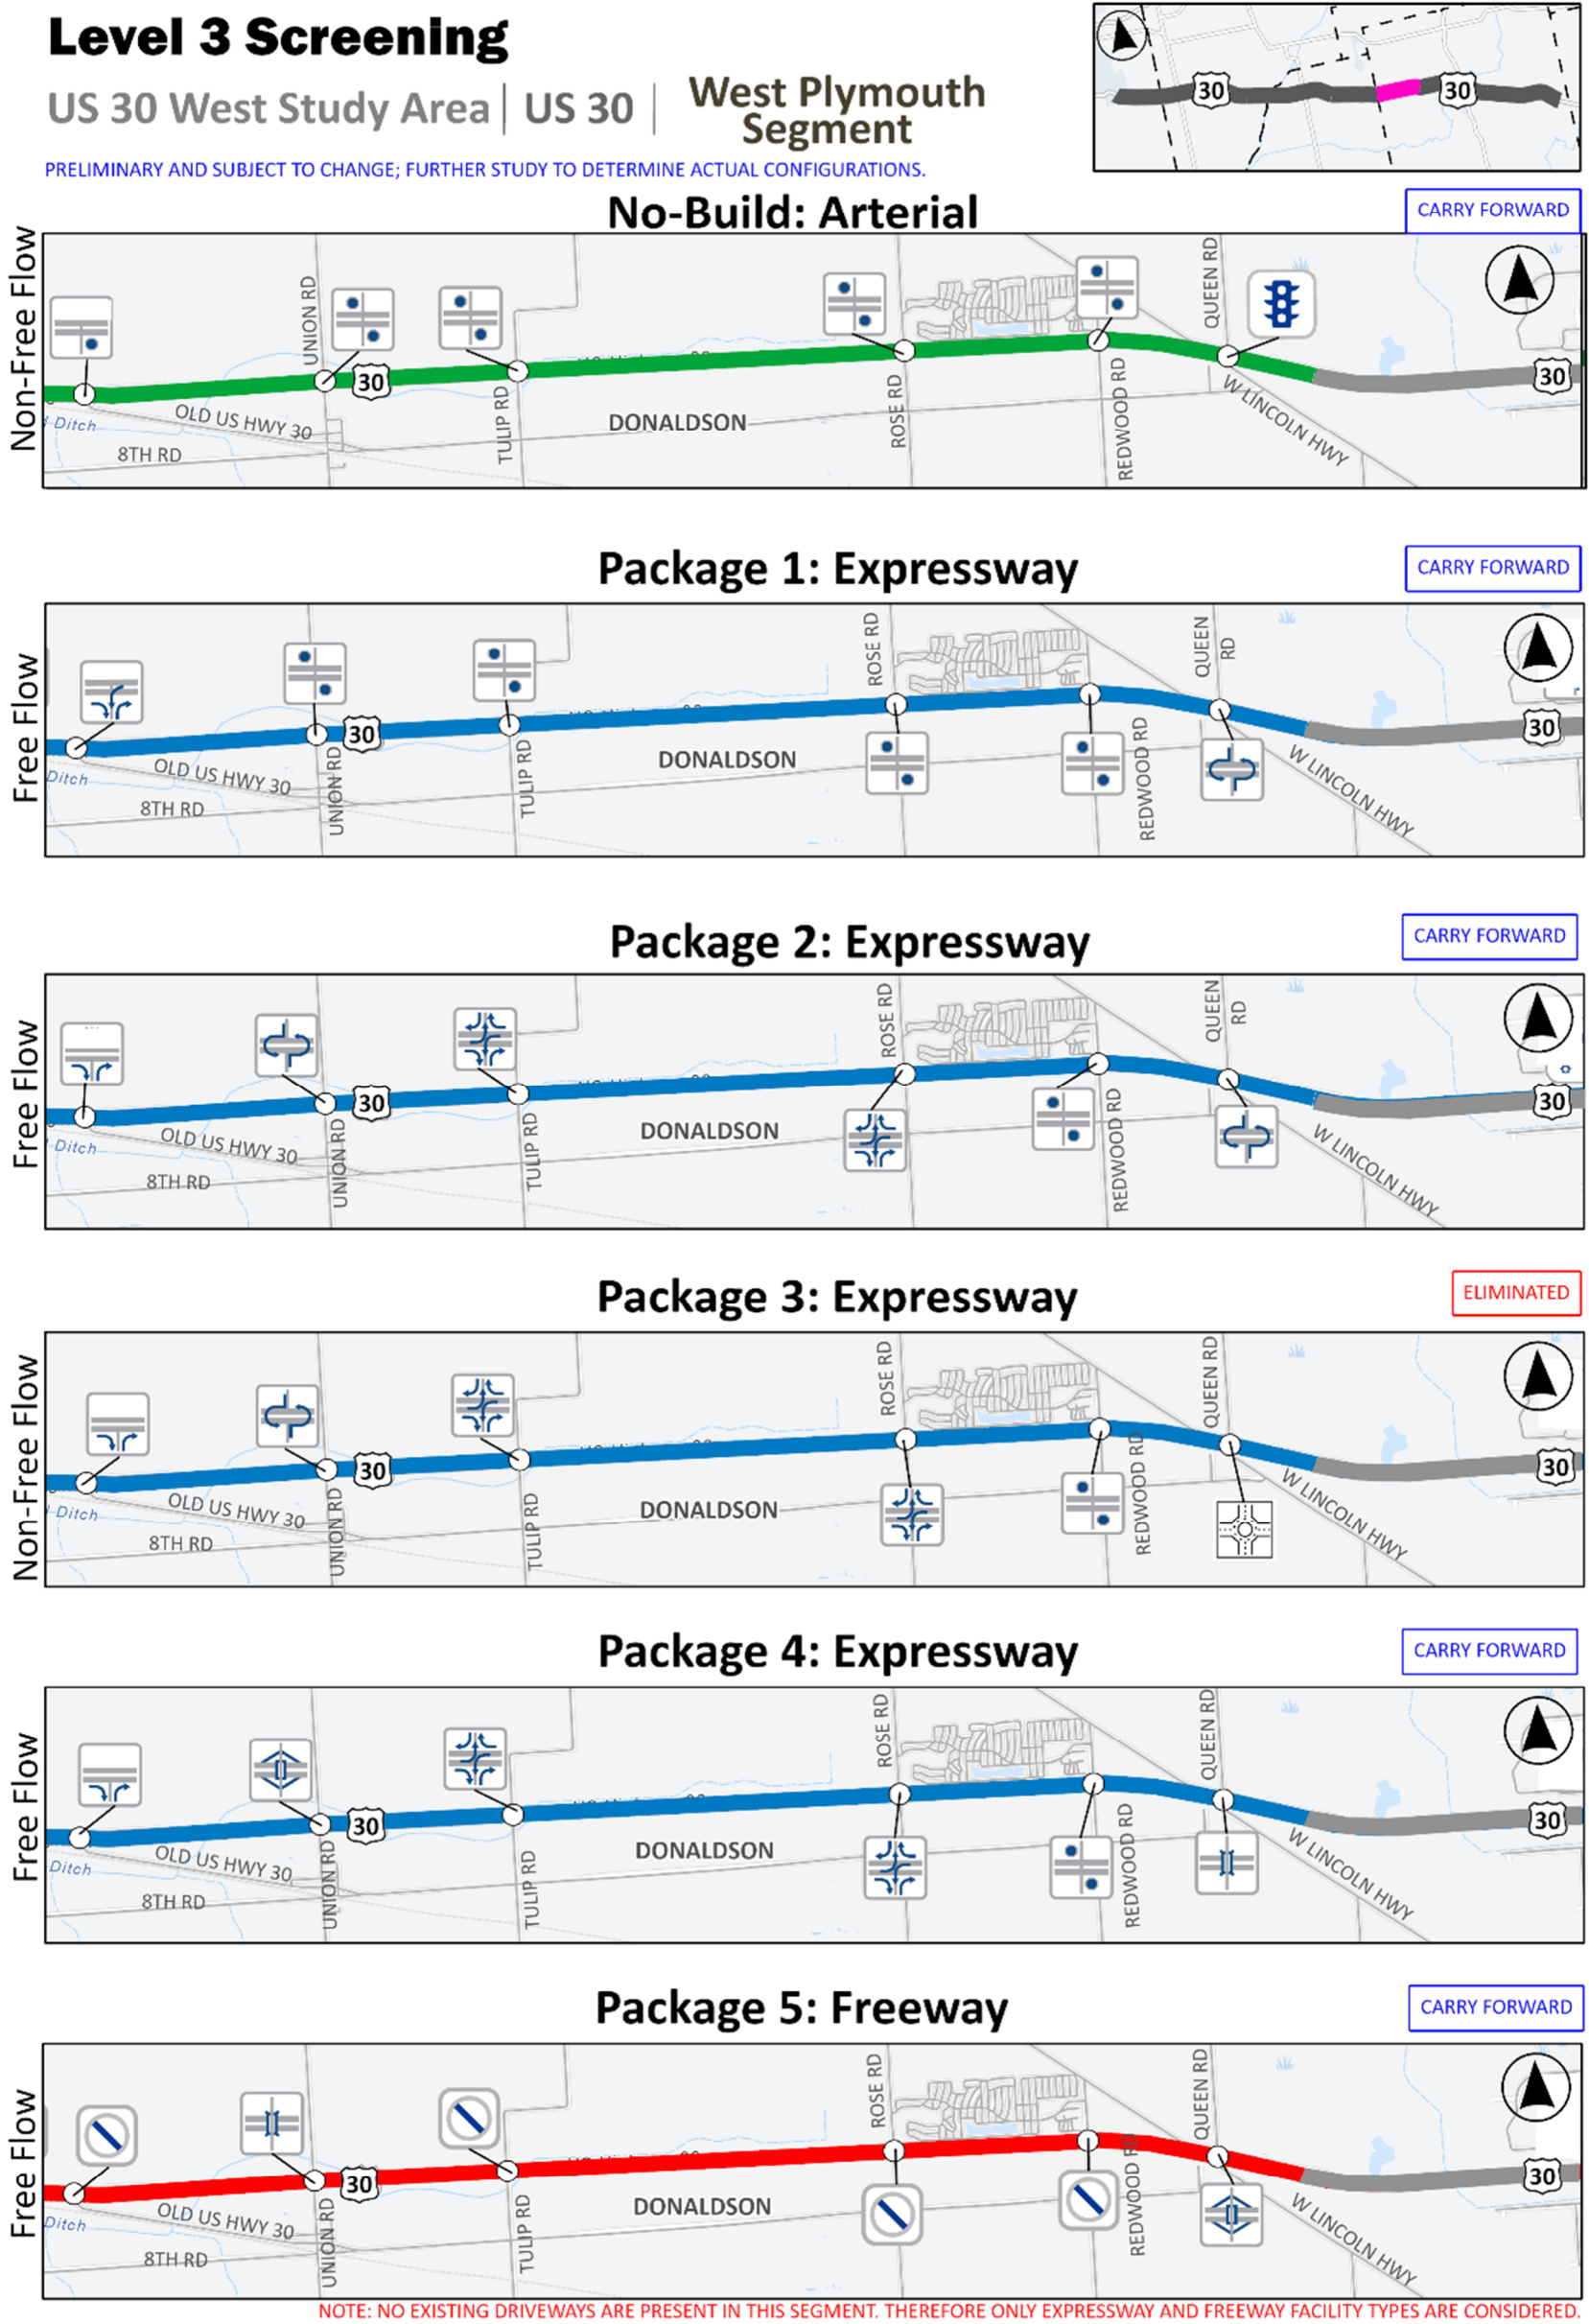 Level 3 Screening
US 30 West Study Area | US 30 | West Plymouth Segment
PRELIMINARY AND SUBJECT TO CHANGE; FURTHER STUDY TO DETERMINE ACTUAL CONFIGURATIONS.
30
30
No-Build: Arterial
CARRY FORWARD
Non-Free Flow
UNION RD
QUEEN RD
30
30
OLD US HWY 30
Ditch
8TH RD
TULIP RD
DONALDSON
ROSE RD
REDWOOD RD
W LINCOLN HWY
Package 1: Expressway
CARRY FORWARD
Free Flow
ROSE RD
QUEEN RD
30
30
OLD US HWY 30
Ditch
8TH RD
UNION RD
TULIP RD
DONALDSON
REDWOOD RD
W LINCOLN HWY
Package 2: Expressway
CARRY FORWARD
Free Flow
ROSE RD
QUEEN RD
30
30
OLD US HWY 30
Ditch
8TH RD
UNION RD
TULIP RD
DONALDSON
REDWOOD RD
W LINCOLN HWY
Package 3: Expressway
ELIMINATED
Non-Free Flow
ROSE RD
QUEEN RD
30
30
OLD US HWY 30
Ditch
8TH RD
UNION RD
TULIP RD
DONALDSON
REDWOOD RD
W LINCOLN HWY
Package 4: Expressway
CARRY FORWARD
Free Flow
ROSE RD
QUEEN RD
30
30
OLD US HWY 30
Ditch
8TH RD
UNION RD
TULIP RD
DONALDSON
REDWOOD RD
W LINCOLN HWY
Package 5: Freeway
CARRY FORWARD
Free Flow
ROSE RD
QUEEN RD
30
30
OLD US HWY 30
Ditch
8TH RD
UNION RD
TULIP RD
DONALDSON
REDWOOD RD
W LINCOLN HWY
NOTE: NO EXISTING DRIVEWAYS ARE PRESENT IN THIS SEGMENT. THEREFORE ONLY EXPRESSWAY AND FREEWAY FACILITY TYPES ARE CONSIDERED.